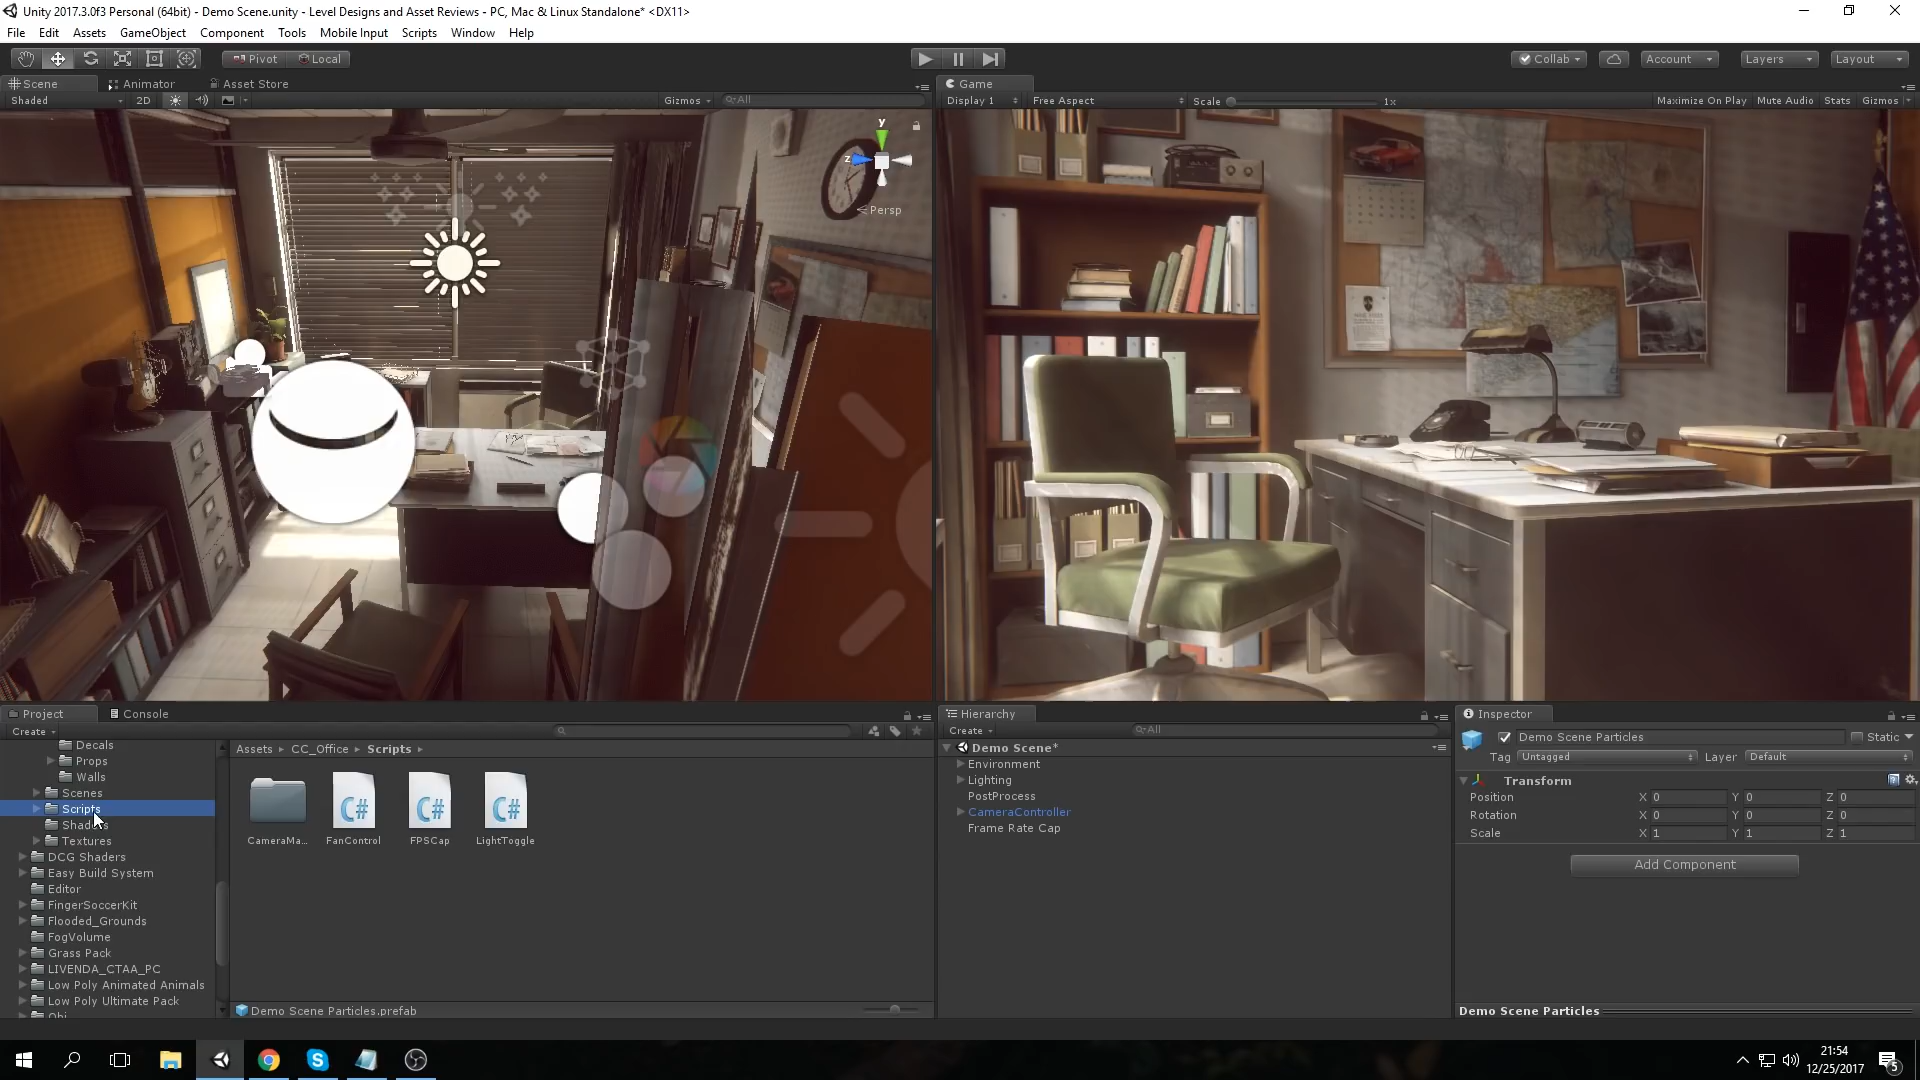 Unity 2017.3.0f3 Personal (64bit) - Demo Scene.unity - Level Designs and Asset Reviews - PC, Mac & Linux Standalone* <DX11>
File Edit Assets GameObject Component Tools Mobile Input Scripts Window Help
Pivot Local
Collab Account Layers Layout
Scene Animator Asset Store
Game
Shaded 2D Gizmos All
Display 1 Free Aspect Scale 1x Maximize On Play Mute Audio Stats Gizmos
y
z
Persp
Project Console
Create
Decals
Props
Walls
Scenes
Scripts
Shaders
Textures
DCG Shaders
Easy Build System
Editor
FingerSoccerKit
Flooded_Grounds
FogVolume
Grass Pack
LIVENDA_CTAA_PC
Low Poly Animated Animals
Low Poly Ultimate Pack
Obi
Assets CC_Office Scripts
C# C# C#
CameraMa... FanControl FPSCap LightToggle
Demo Scene Particles.prefab
Hierarchy
Create All
Demo Scene*
Environment
Lighting
PostProcess
CameraController
Frame Rate Cap
Inspector
Demo Scene Particles Static
Tag Untagged Layer Default
Transform
Position X 0 Y 0 Z 0
Rotation X 0 Y 0 Z 0
Scale X 1 Y 1 Z 1
Add Component
Demo Scene Particles
21:54
12/25/2017
5